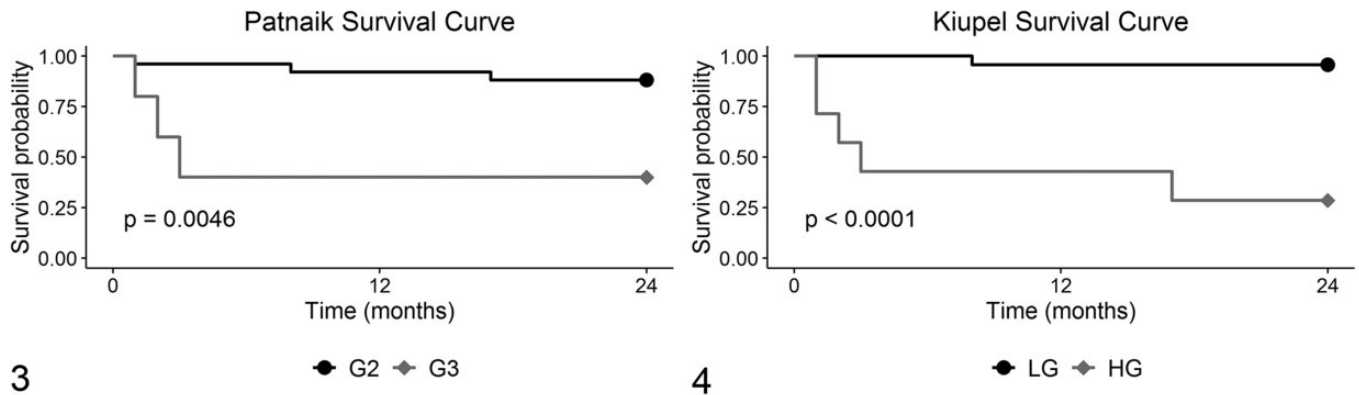 Patnaik Survival Curve
Survival probability
1.00
0.75
0.50
0.25
0.00
p = 0.0046
0 12 24
Time (months)
G2 G3
3
Kiupel Survival Curve
Survival probability
1.00
0.75
0.50
0.25
0.00
p < 0.0001
0 12 24
Time (months)
LG HG
4